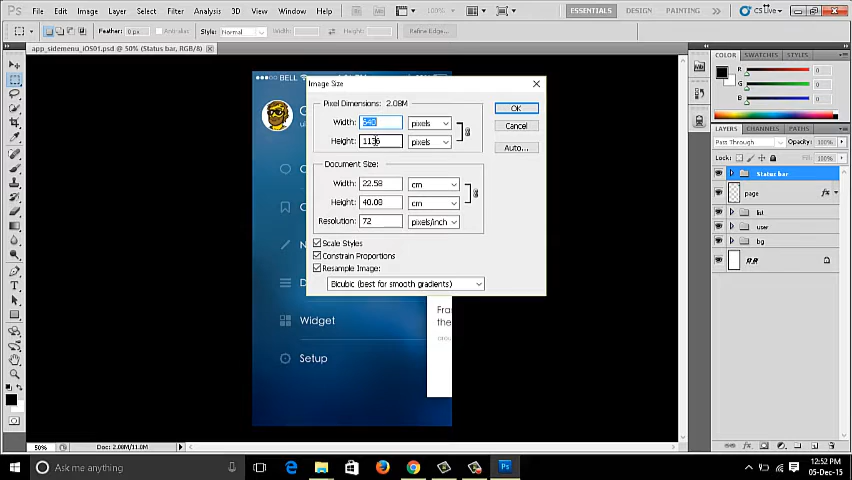 Ps File Edit Image Layer Select Filter Analysis 3D View Window Help
ESSENTIALS DESIGN PAINTING CS Live
Feather: 0 px Anti-alias Style: Normal Width: Height: Refine Edge...
app_sidemenu_iOS01.psd @ 50% (Status bar, RGB/8)
BELL
Image Size
Pixel Dimensions: 2.08M
Width: 640 pixels
Height: 1136 pixels
OK
Cancel
Auto...
Document Size:
Width: 22.58 cm
Height: 40.08 cm
Resolution: 72 pixels/inch
Scale Styles
Constrain Proportions
Resample Image:
Bicubic (best for smooth gradients)
Widget
Setup
Fra
the
COLOR SWATCHES STYLES
R 0
G 0
B 0
LAYERS CHANNELS PATHS
Pass Through Opacity: 100%
Lock: Fill: 100%
Status bar
page fx
list
user
bg
50% Doc: 2.08M/11.0M
Ask me anything
12:52 PM
05-Dec-15